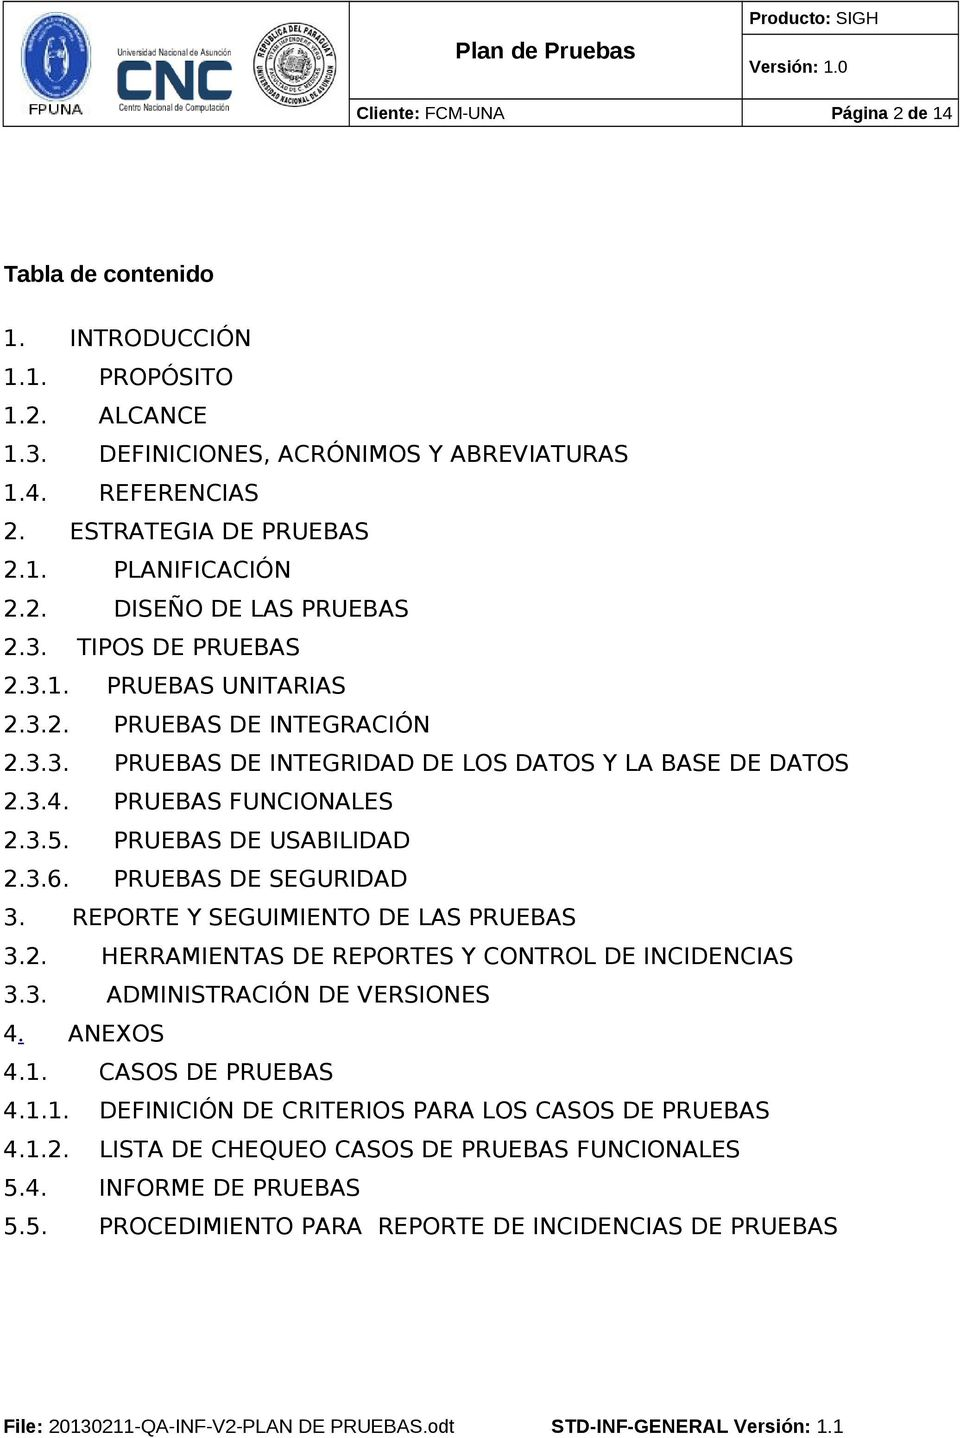 Producto: SIGH
Plan de Pruebas
Versión: 1.0
Universidad Nacional de Asunción
CNC
Centro Nacional de Computación
FPUNA
Cliente: FCM-UNA
Página 2 de 14
Tabla de contenido
1. INTRODUCCIÓN
1.1. PROPÓSITO
1.2. ALCANCE
1.3. DEFINICIONES, ACRÓNIMOS Y ABREVIATURAS
1.4. REFERENCIAS
2. ESTRATEGIA DE PRUEBAS
2.1. PLANIFICACIÓN
2.2. DISEÑO DE LAS PRUEBAS
2.3. TIPOS DE PRUEBAS
2.3.1. PRUEBAS UNITARIAS
2.3.2. PRUEBAS DE INTEGRACIÓN
2.3.3. PRUEBAS DE INTEGRIDAD DE LOS DATOS Y LA BASE DE DATOS
2.3.4. PRUEBAS FUNCIONALES
2.3.5. PRUEBAS DE USABILIDAD
2.3.6. PRUEBAS DE SEGURIDAD
3. REPORTE Y SEGUIMIENTO DE LAS PRUEBAS
3.2. HERRAMIENTAS DE REPORTES Y CONTROL DE INCIDENCIAS
3.3. ADMINISTRACIÓN DE VERSIONES
4. ANEXOS
4.1. CASOS DE PRUEBAS
4.1.1. DEFINICIÓN DE CRITERIOS PARA LOS CASOS DE PRUEBAS
4.1.2. LISTA DE CHEQUEO CASOS DE PRUEBAS FUNCIONALES
5.4. INFORME DE PRUEBAS
5.5. PROCEDIMIENTO PARA REPORTE DE INCIDENCIAS DE PRUEBAS
File: 20130211-QA-INF-V2-PLAN DE PRUEBAS.odt STD-INF-GENERAL Versión: 1.1